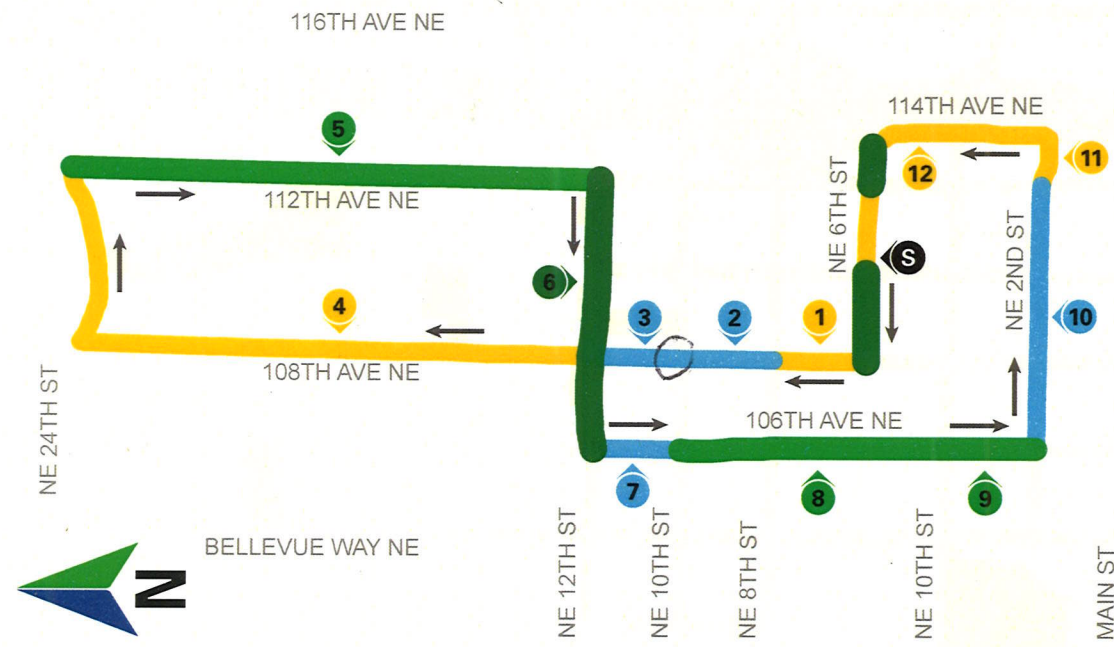 116TH AVE NE
114TH AVE NE
5
11
12
112TH AVE NE
NE 6TH ST
S
NE 2ND ST
6
4
3
2
1
10
108TH AVE NE
106TH AVE NE
NE 24TH ST
7
8
9
BELLEVUE WAY NE
NE 12TH ST
NE 10TH ST
NE 8TH ST
NE 10TH ST
MAIN ST
N